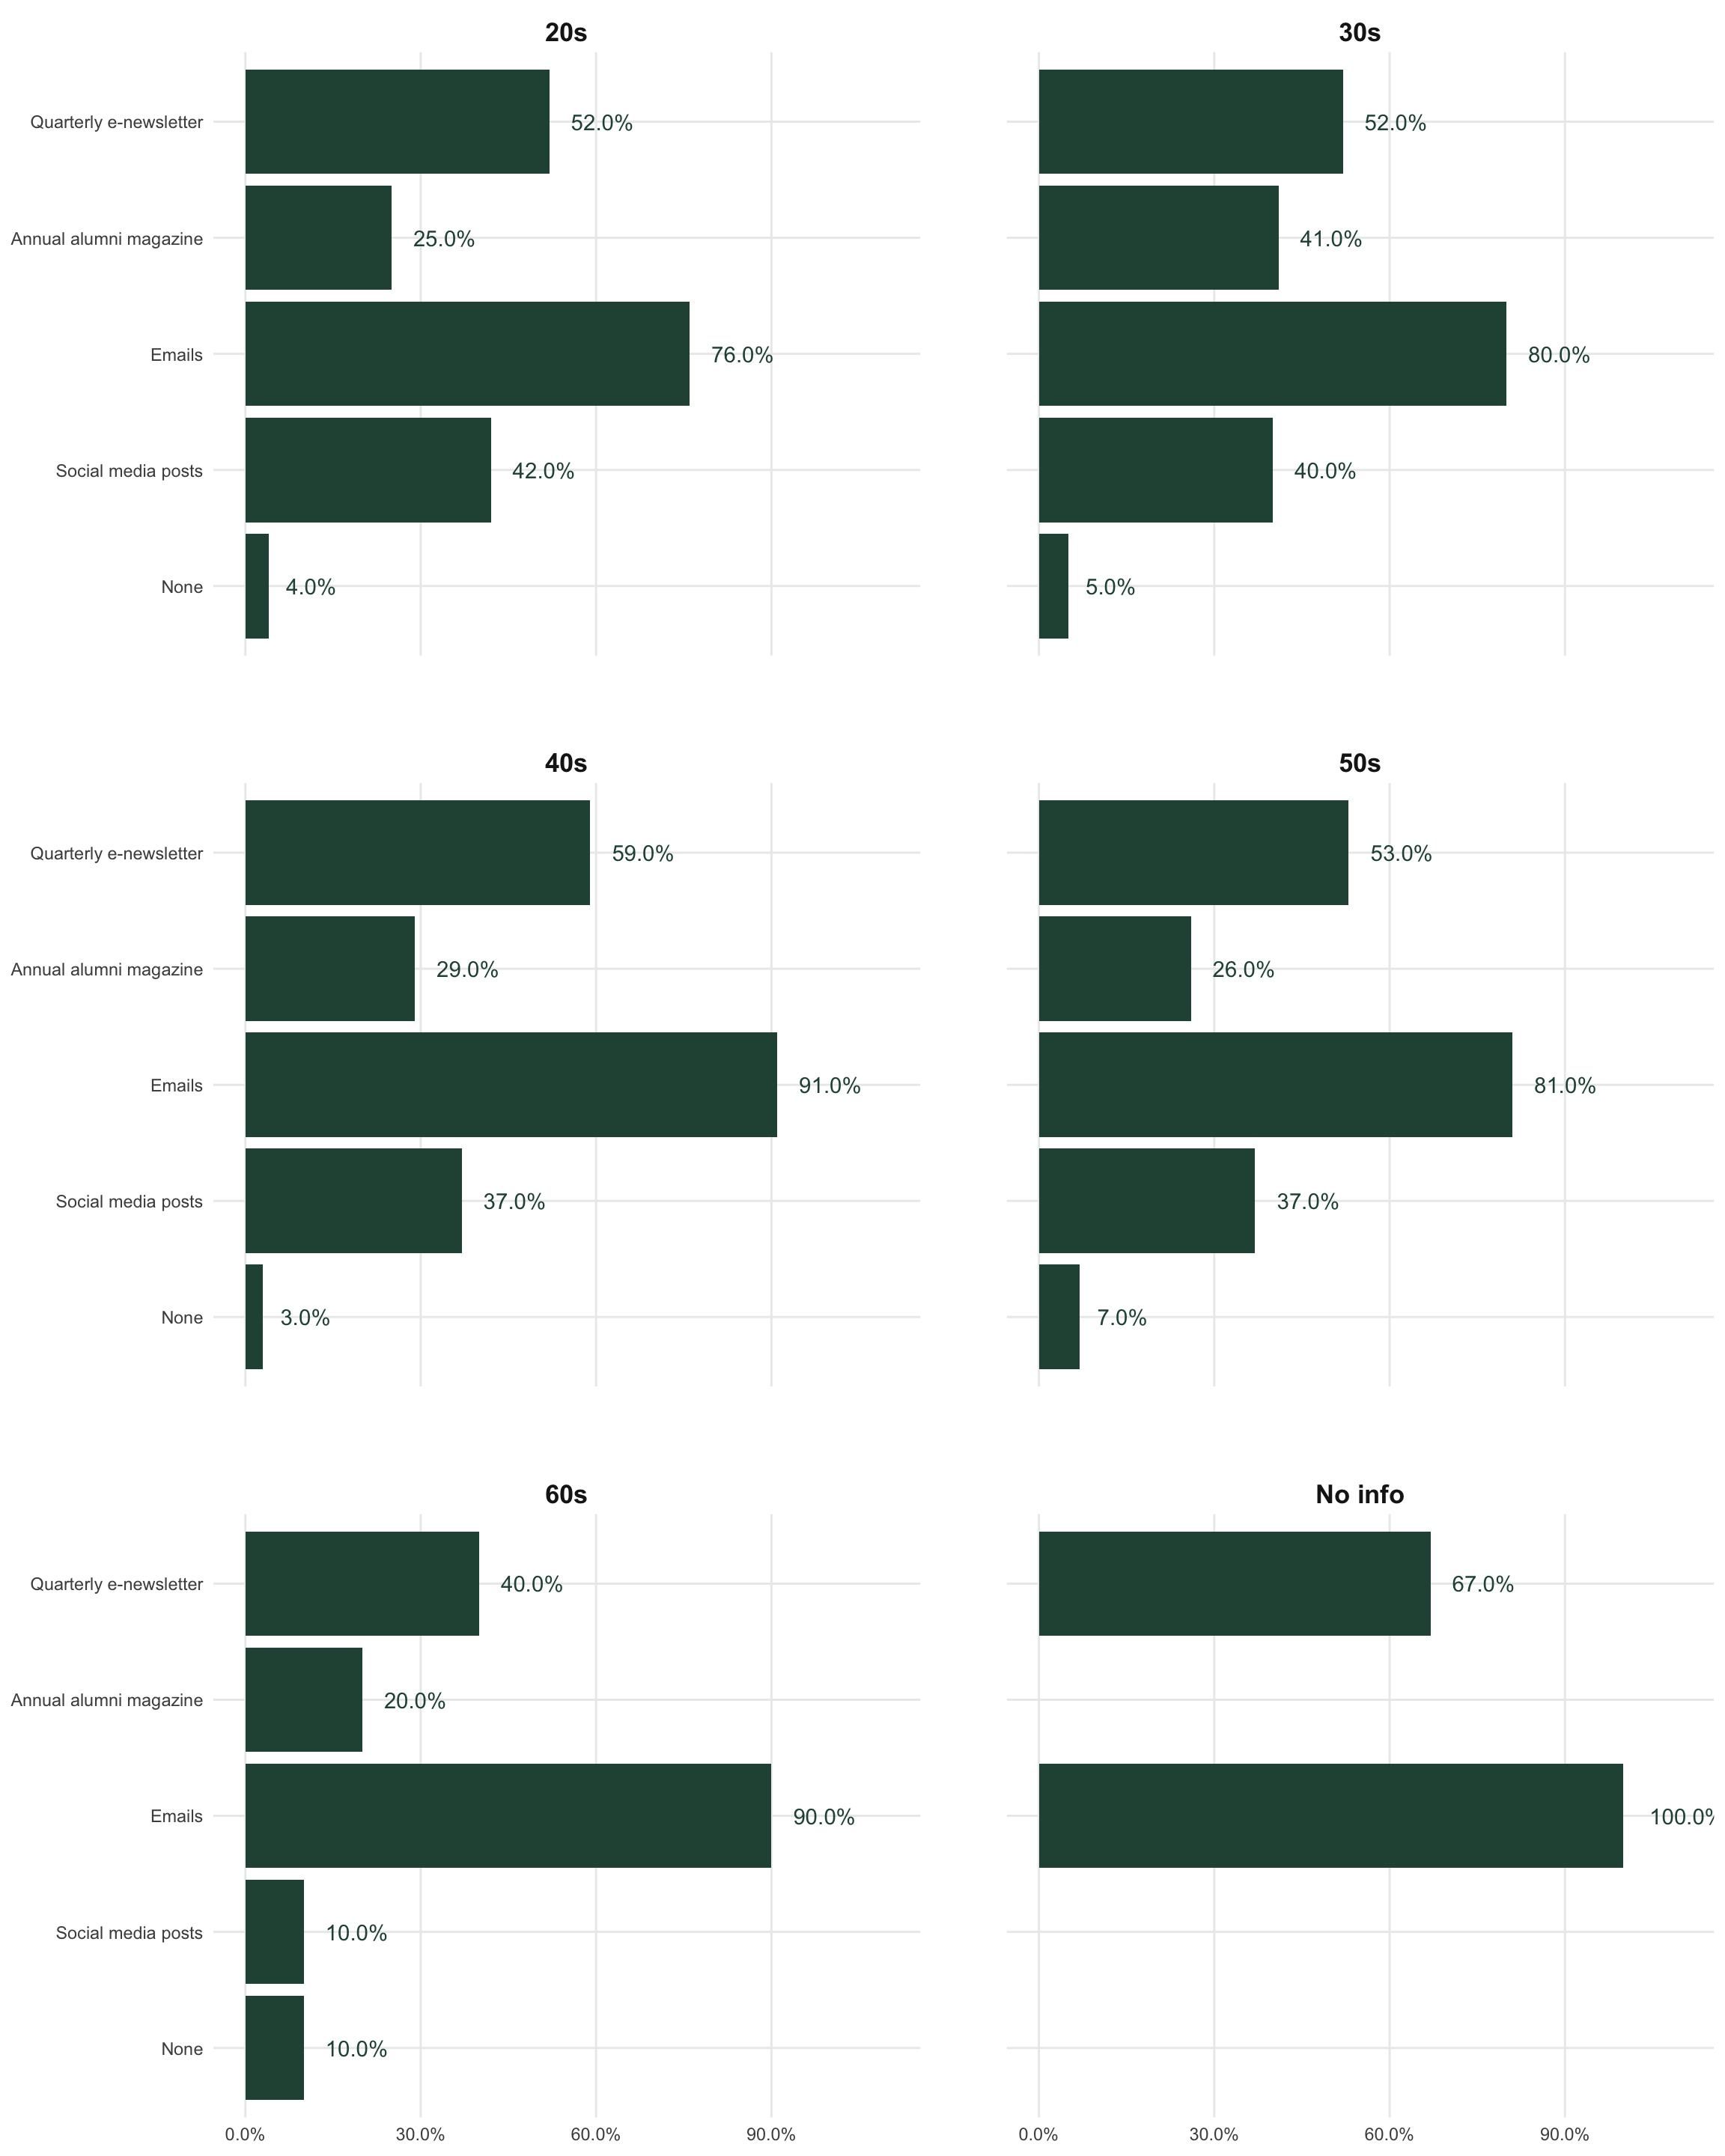 20s
30s
Quarterly e-newsletter 52.0% 52.0%
Annual alumni magazine 25.0% 41.0%
Emails 76.0% 80.0%
Social media posts 42.0% 40.0%
None 4.0% 5.0%
40s
50s
Quarterly e-newsletter 59.0% 53.0%
Annual alumni magazine 29.0% 26.0%
Emails 91.0% 81.0%
Social media posts 37.0% 37.0%
None 3.0% 7.0%
60s
No info
Quarterly e-newsletter 40.0% 67.0%
Annual alumni magazine 20.0%
Emails 90.0% 100.0%
Social media posts 10.0%
None 10.0%
0.0% 30.0% 60.0% 90.0% 0.0% 30.0% 60.0% 90.0%